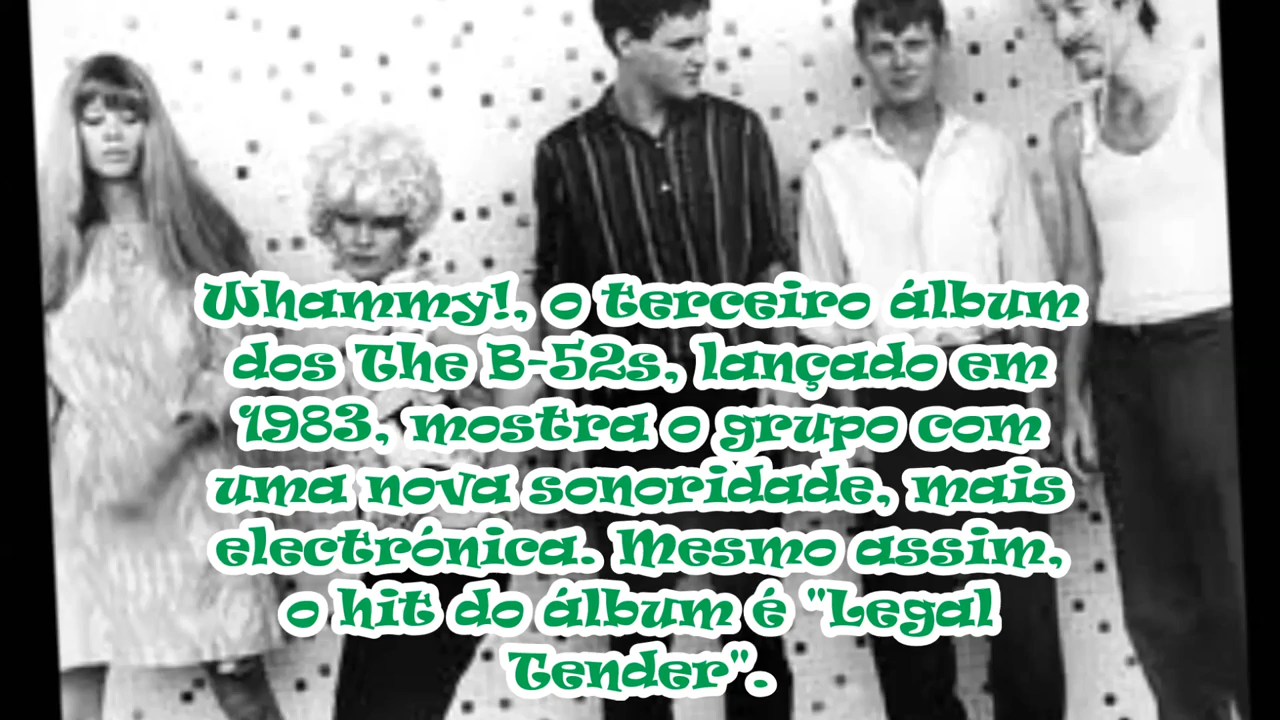 Whammy!, o terceiro álbum
dos The B-52s, lançado em
1983, mostra o grupo com
uma nova sonoridade, mais
electrónica. Mesmo assim,
o hit do álbum é "Legal
Tender".